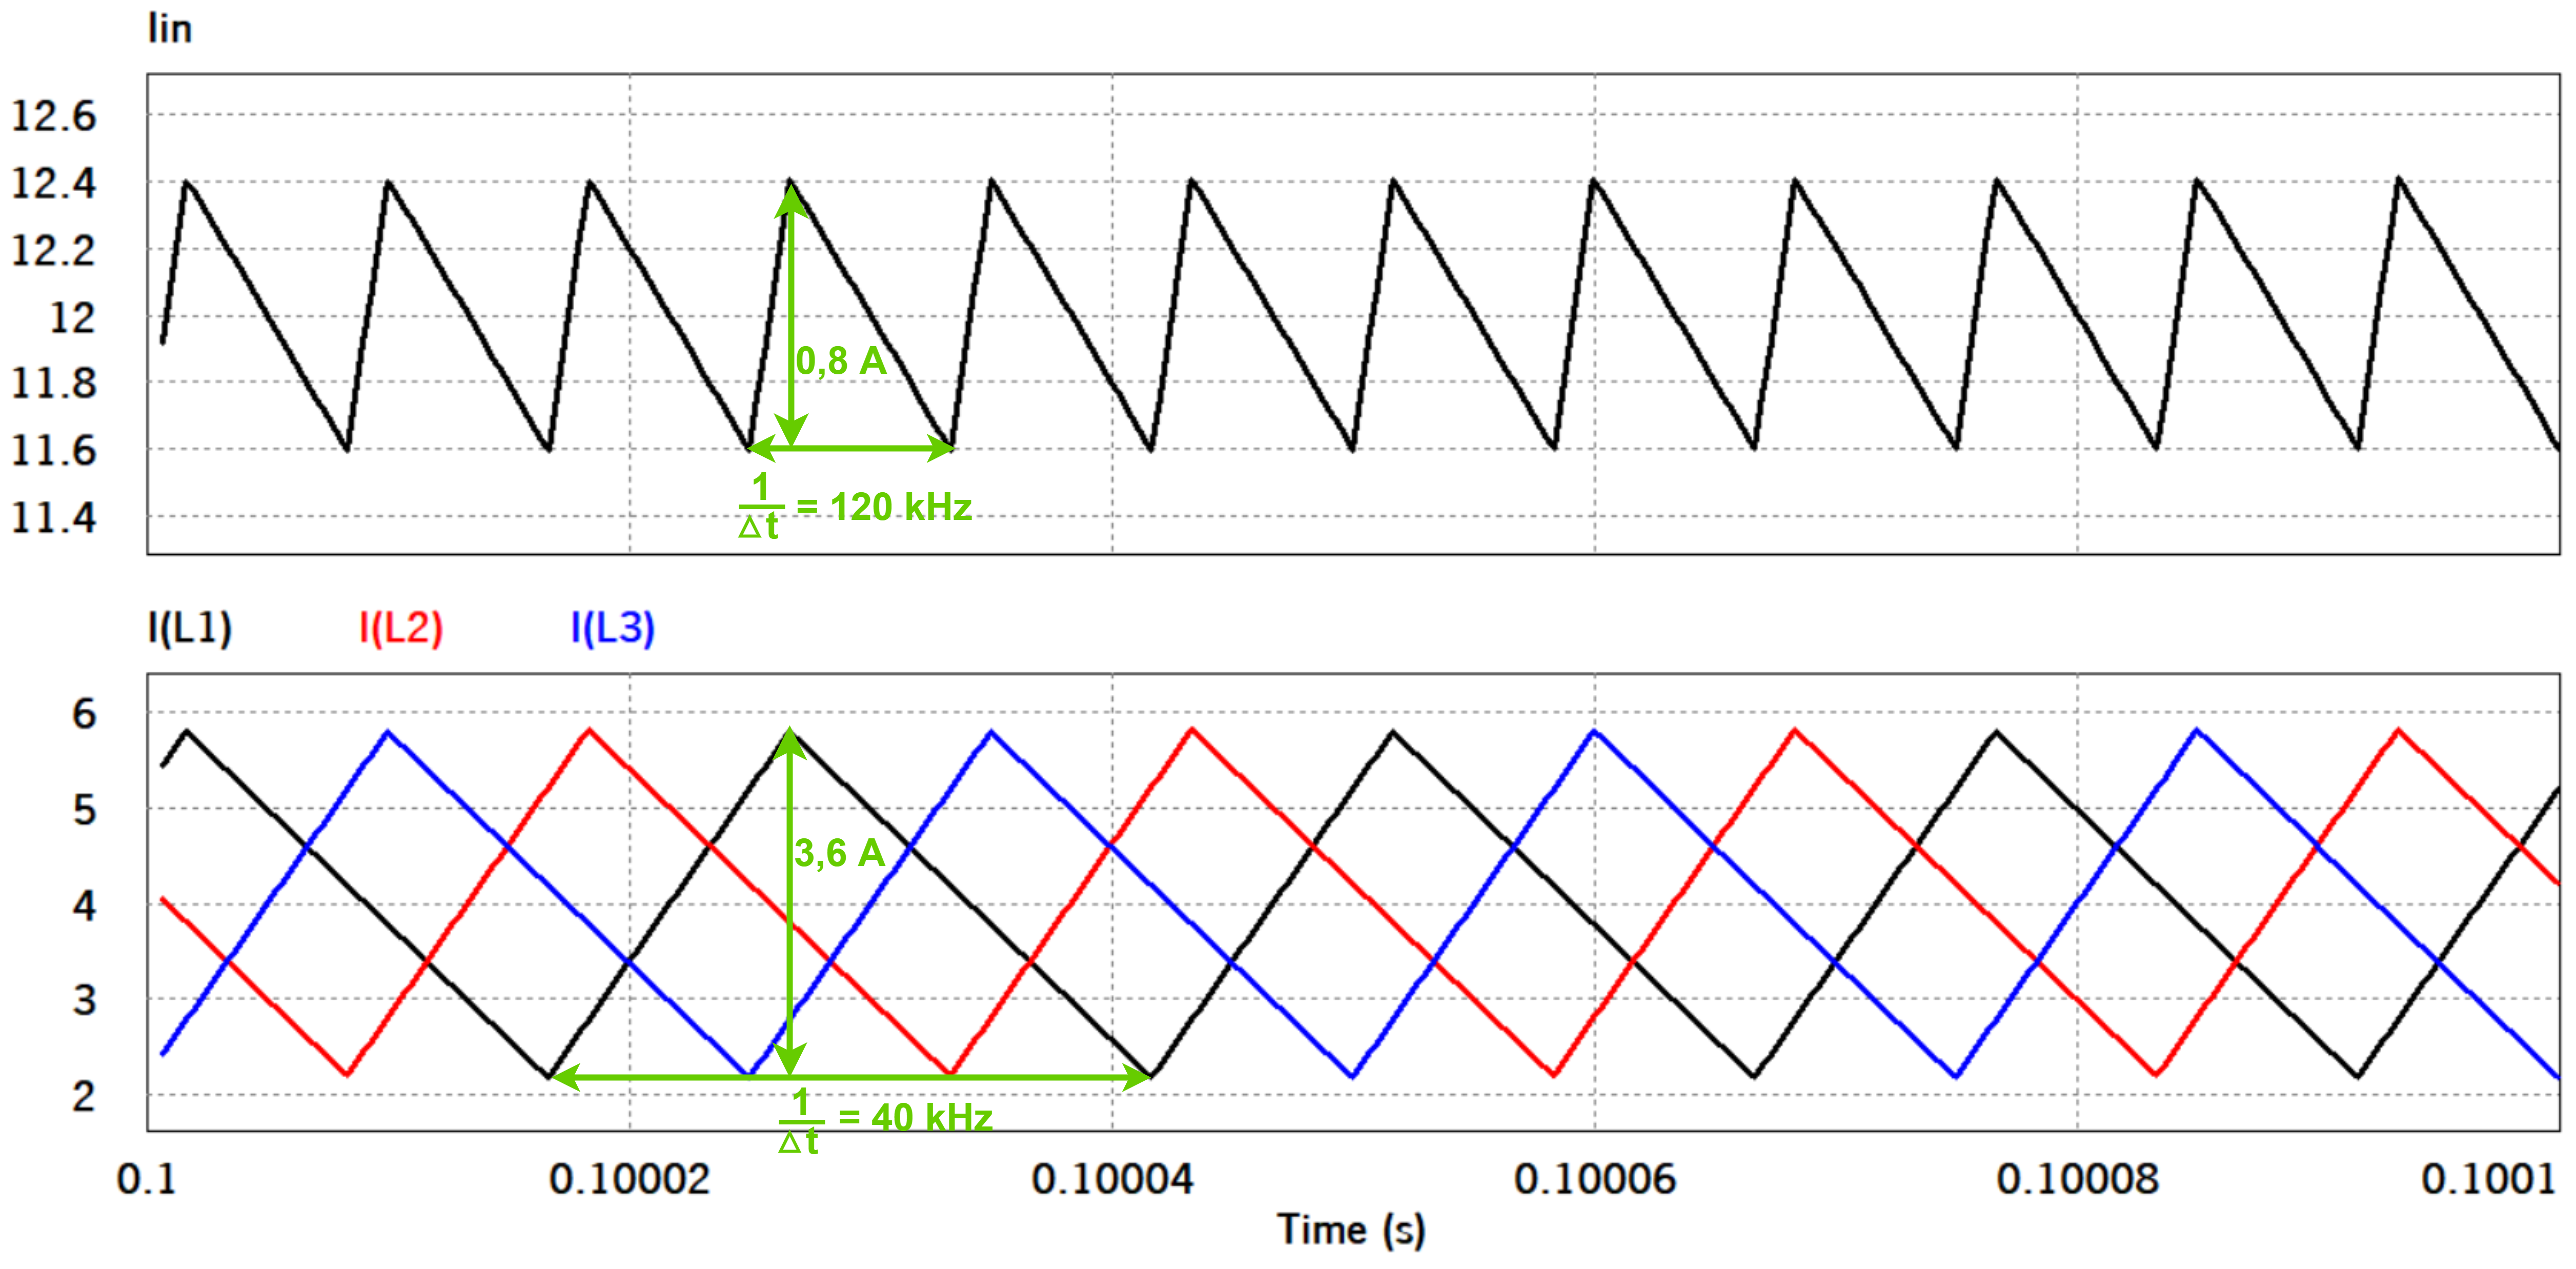 Iin
12.6
12.4
12.2
12
11.8
11.6
11.4
0,8 A
1
Δt
= 120 kHz
I(L1) I(L2) I(L3)
6
5
4
3
2
3,6 A
1
Δt
= 40 kHz
0.1 0.10002 0.10004 0.10006 0.10008 0.1001
Time (s)